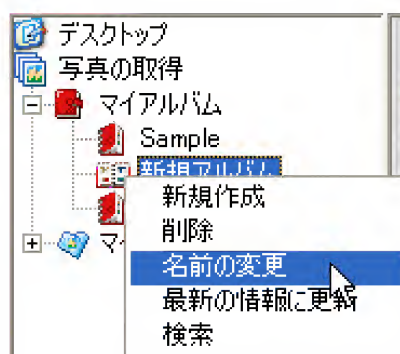 デスクトップ
写真の取得
マイアルバム
Sample
新規アルバム
新規作成
削除
マ
名前の変更
最新の情報に更新
検索